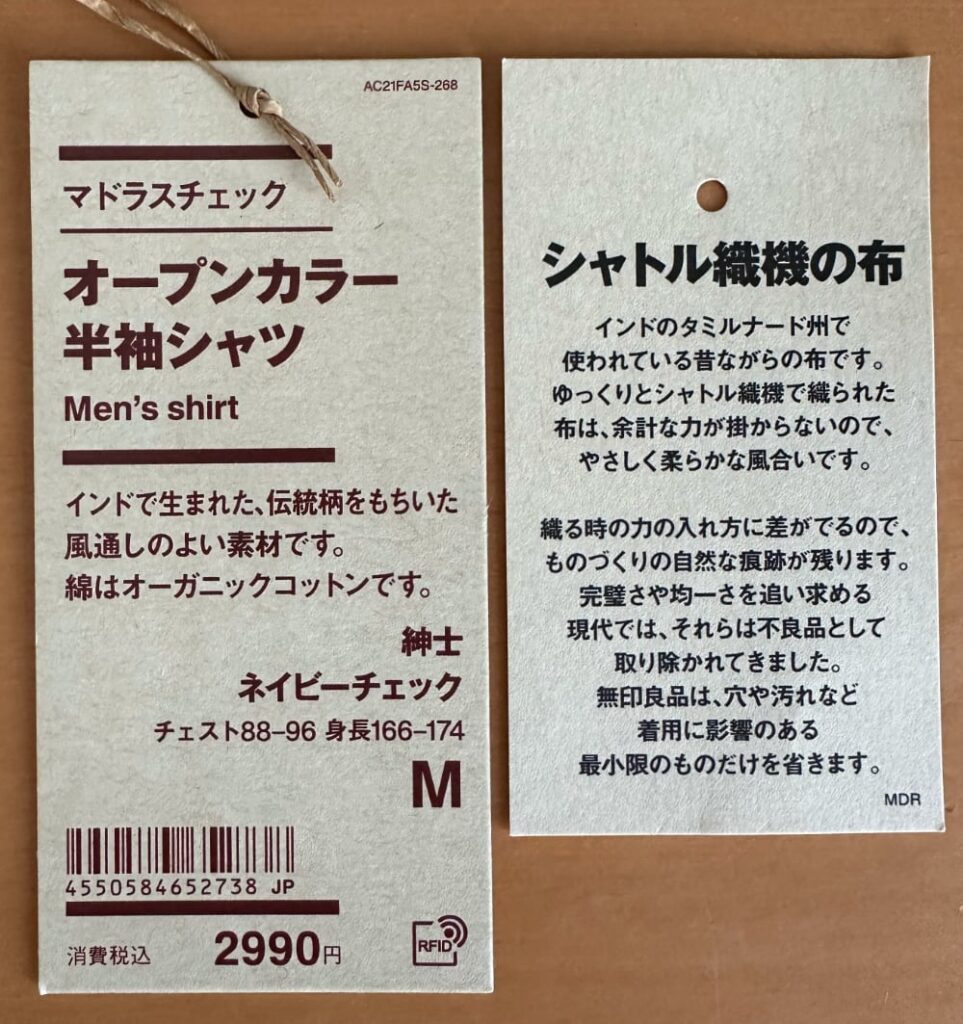 AC21FA5S-268
マドラスチェック
オープンカラー
半袖シャツ
Men's shirt
インドで生まれた、伝統柄をもちいた
風通しのよい素材です。
綿はオーガニックコットンです。
紳士
ネイビーチェック
チェスト88–96 身長166–174
M
4550584652738 JP
消費税込 2990円
RFID
シャトル織機の布
インドのタミルナード州で
使われている昔ながらの布です。
ゆっくりとシャトル織機で織られた
布は、余計な力が掛からないので、
やさしく柔らかな風合いです。
織る時の力の入れ方に差がでるので、
ものづくりの自然な痕跡が残ります。
完璧さや均一さを追い求める
現代では、それらは不良品として
取り除かれてきました。
無印良品は、穴や汚れなど
着用に影響のある
最小限のものだけを省きます。
MDR